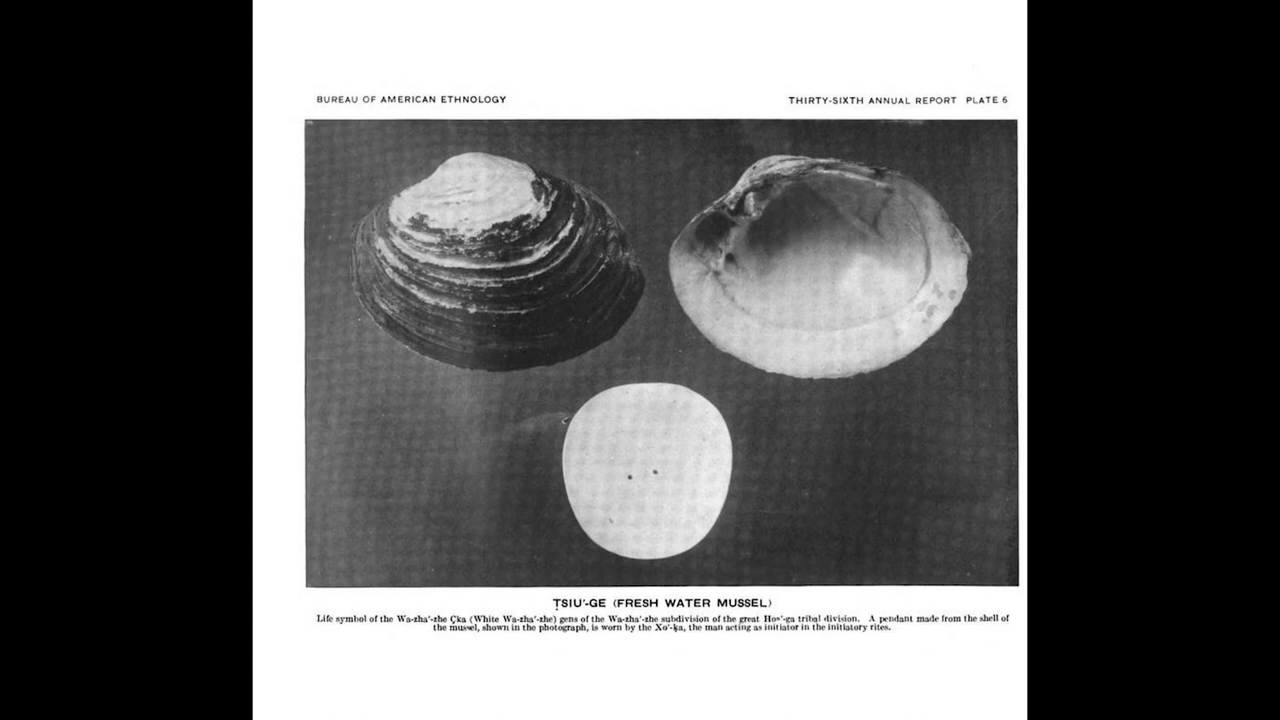 BUREAU OF AMERICAN ETHNOLOGY
THIRTY-SIXTH ANNUAL REPORT PLATE 6
ṬSIU′-GE (FRESH WATER MUSSEL)
Life symbol of the Wa-zha′-zhe Çka (White Wa-zha′-zhe) gens of the Wa-zha′-zhe subdivision of the great Hoⁿ′-ga tribal division. A pendant made from the shell of
the mussel, shown in the photograph, is worn by the Xo′-ḳa, the man acting as initiator in the initiatory rites.